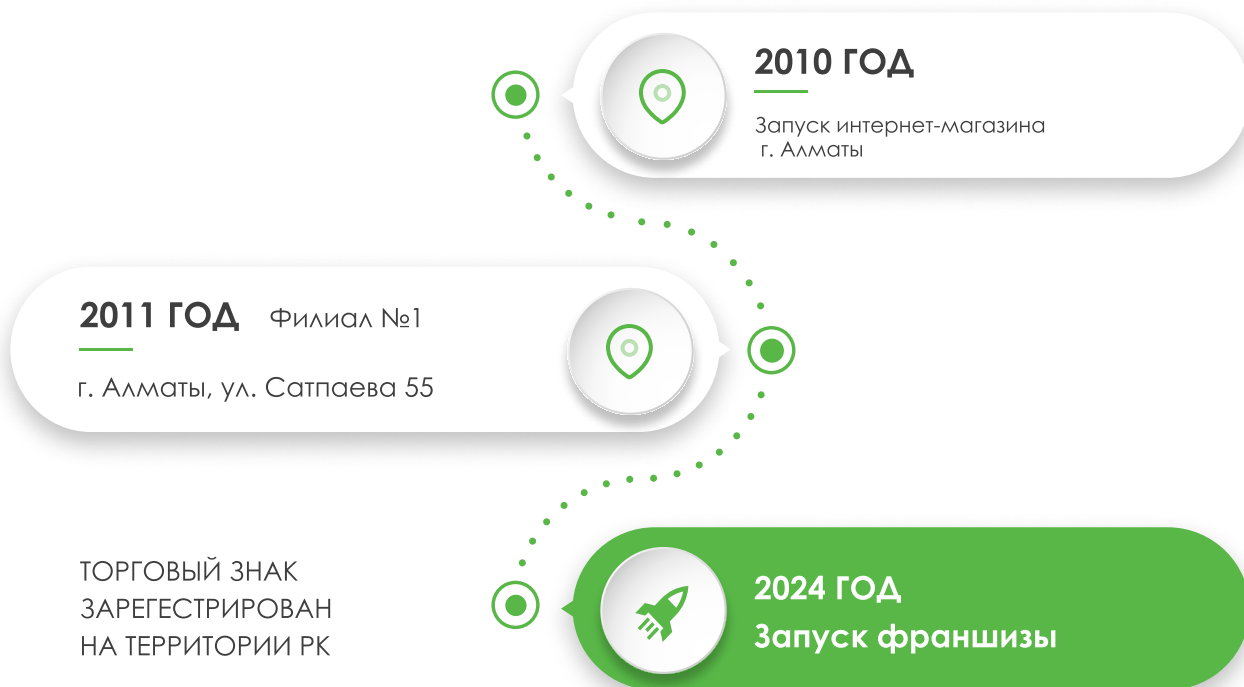 2010 ГОД
Запуск интернет-магазина
г. Алматы
2011 ГОД Филиал №1
г. Алматы, ул. Сатпаева 55
ТОРГОВЫЙ ЗНАК
ЗАРЕГЕСТРИРОВАН
НА ТЕРРИТОРИИ РК
2024 ГОД
Запуск франшизы